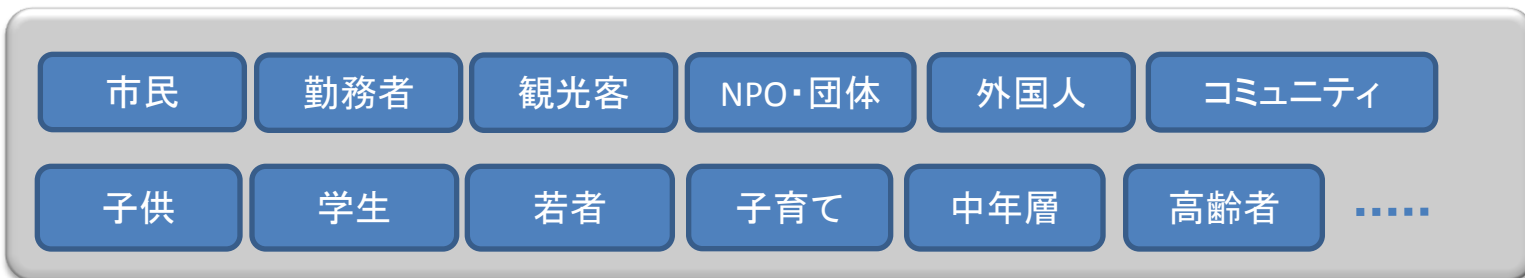 市民 勤務者 観光客 NPO・団体 外国人 コミュニティ
子供 学生 若者 子育て 中年層 高齢者 ……